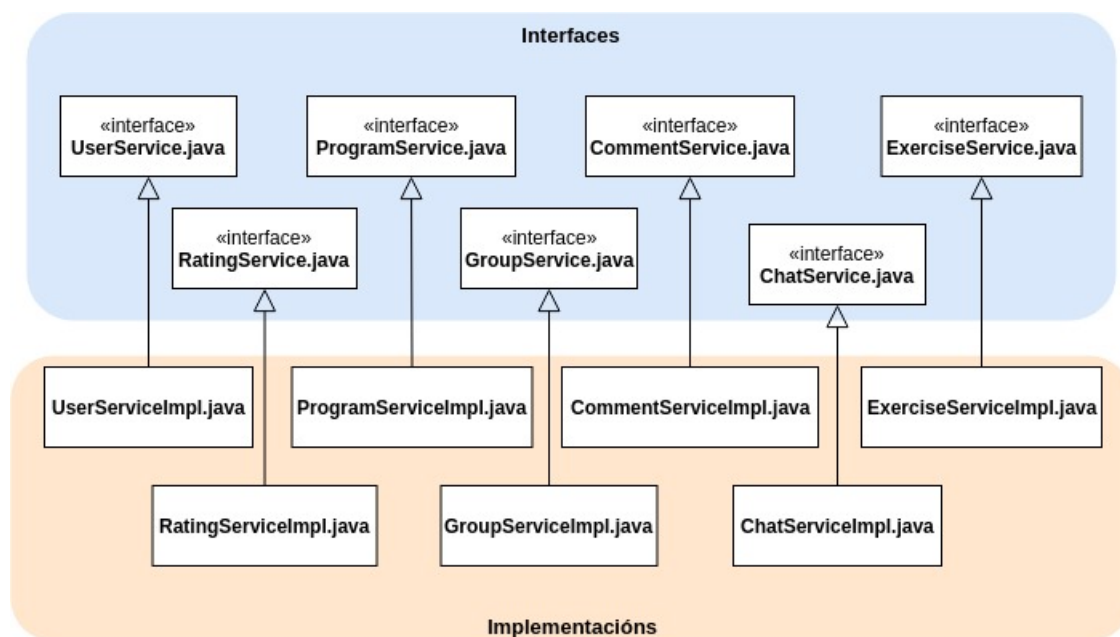 Interfaces
«interface»
UserService.java
«interface»
ProgramService.java
«interface»
CommentService.java
«interface»
ExerciseService.java
«interface»
RatingService.java
«interface»
GroupService.java
«interface»
ChatService.java
UserServiceImpl.java
ProgramServiceImpl.java
CommentServiceImpl.java
ExerciseServiceImpl.java
RatingServiceImpl.java
GroupServiceImpl.java
ChatServiceImpl.java
Implementacións